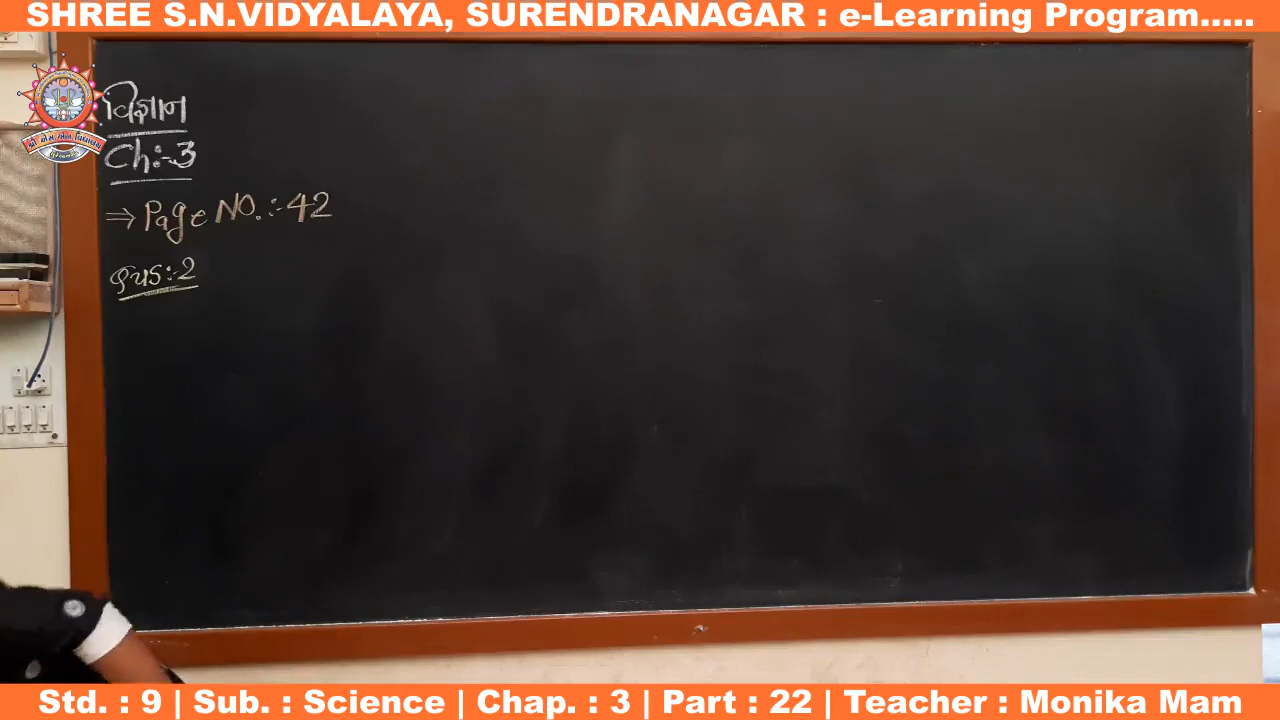 SHREE S.N.VIDYALAYA, SURENDRANAGAR : e-Learning Program.....
વિજ્ઞાન
Ch:-3
⇒ Page NO.:-42
:-2
Std. : 9 | Sub. : Science | Chap. : 3 | Part : 22 | Teacher : Monika Mam